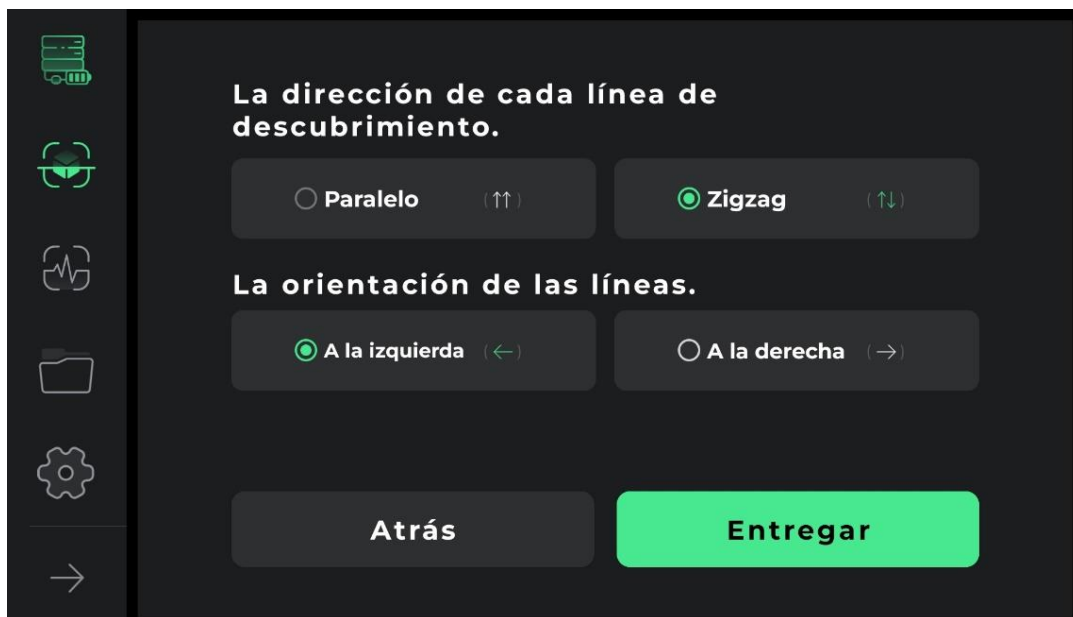 La dirección de cada línea de
descubrimiento.
Paralelo (↑↑)
Zigzag (↑↓)
La orientación de las líneas.
A la izquierda (←)
A la derecha (→)
Atrás
Entregar